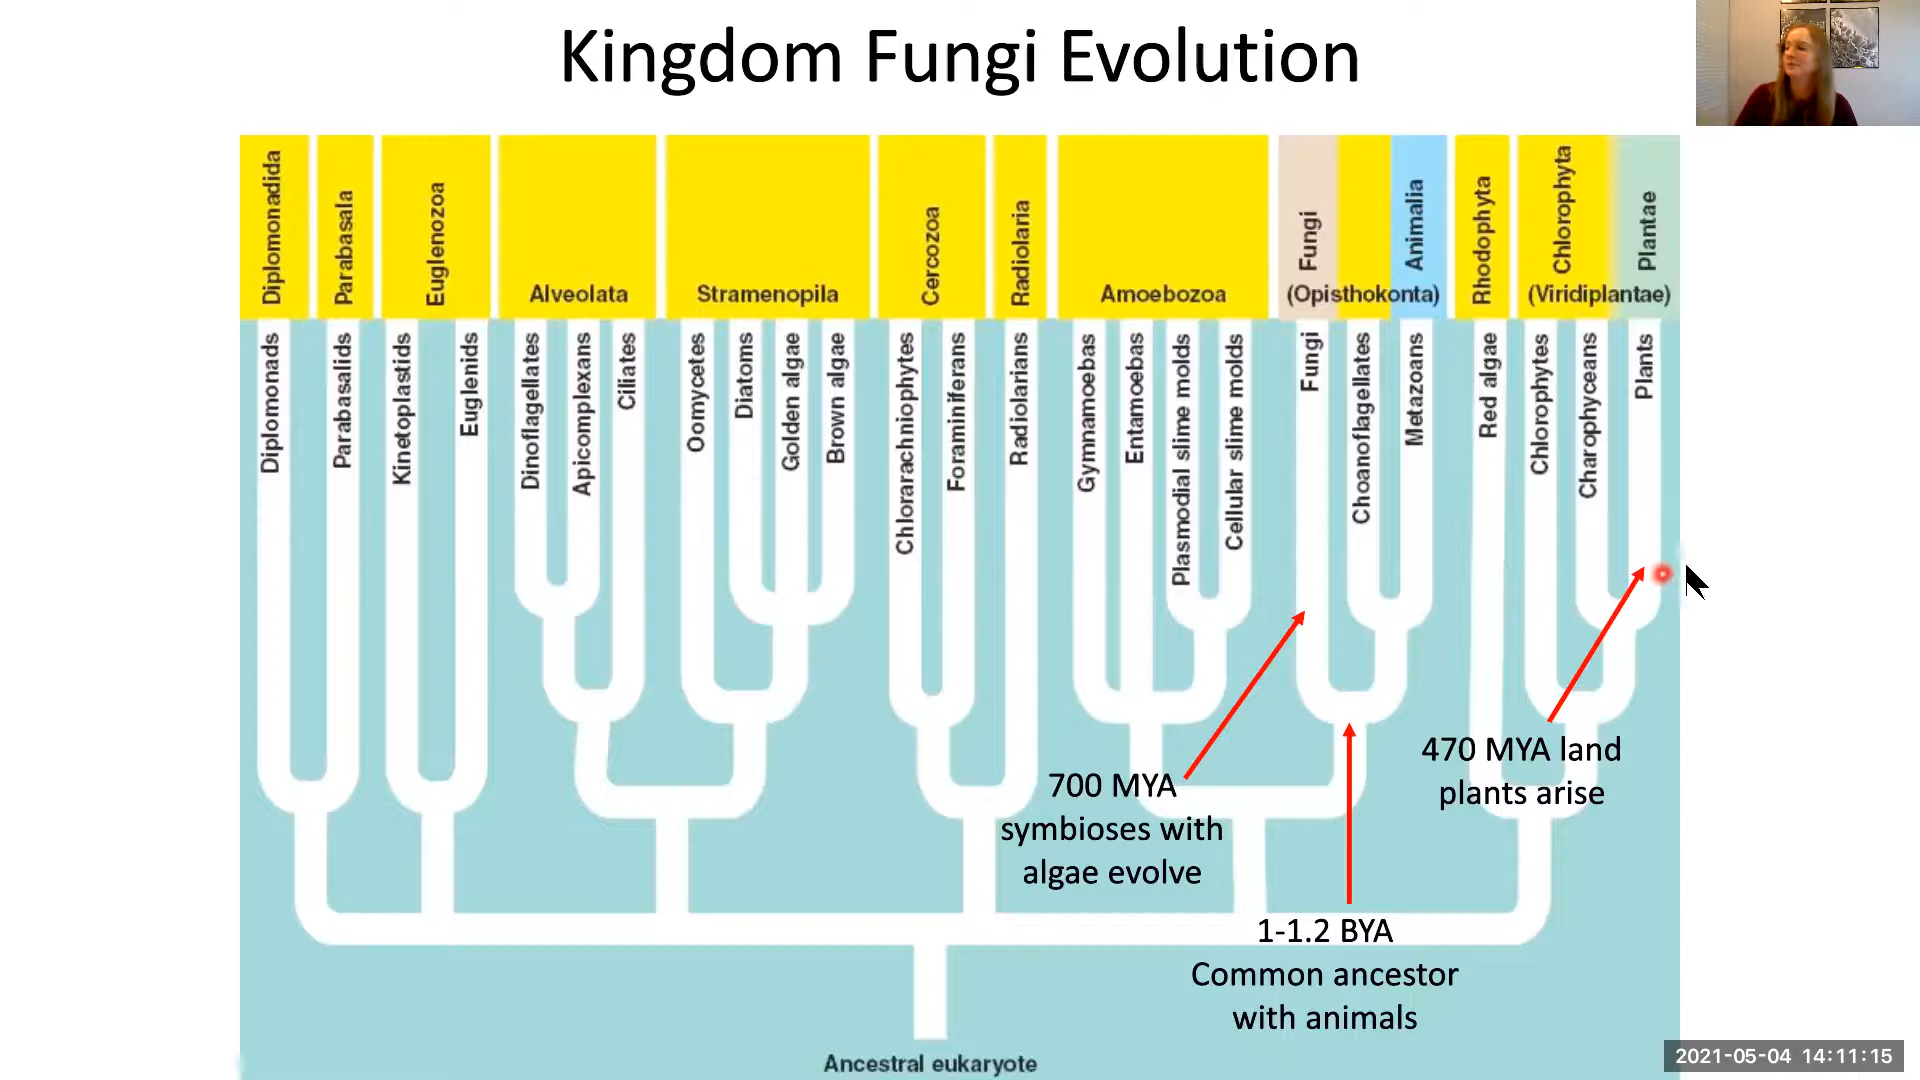 Kingdom Fungi Evolution
Diplomonadida
Parabasala
Euglenozoa
Alveolata
Stramenopila
Cercozoa
Radiolaria
Amoebozoa
Fungi
Animalia
(Opisthokonta)
Rhodophyta
Chlorophyta
Plantae
(Viridiplantae)
Diplomonads
Parabasalids
Kinetoplastids
Euglenids
Dinoflagellates
Apicomplexans
Ciliates
Oomycetes
Diatoms
Golden algae
Brown algae
Chlorarachniophytes
Foraminiferans
Radiolarians
Gymnamoebas
Entamoebas
Plasmodial slime molds
Cellular slime molds
Fungi
Choanoflagellates
Metazoans
Red algae
Chlorophytes
Charophyceans
Plants
470 MYA land
plants arise
700 MYA
symbioses with
algae evolve
1-1.2 BYA
Common ancestor
with animals
Ancestral eukaryote
2021-05-04 14:11:15